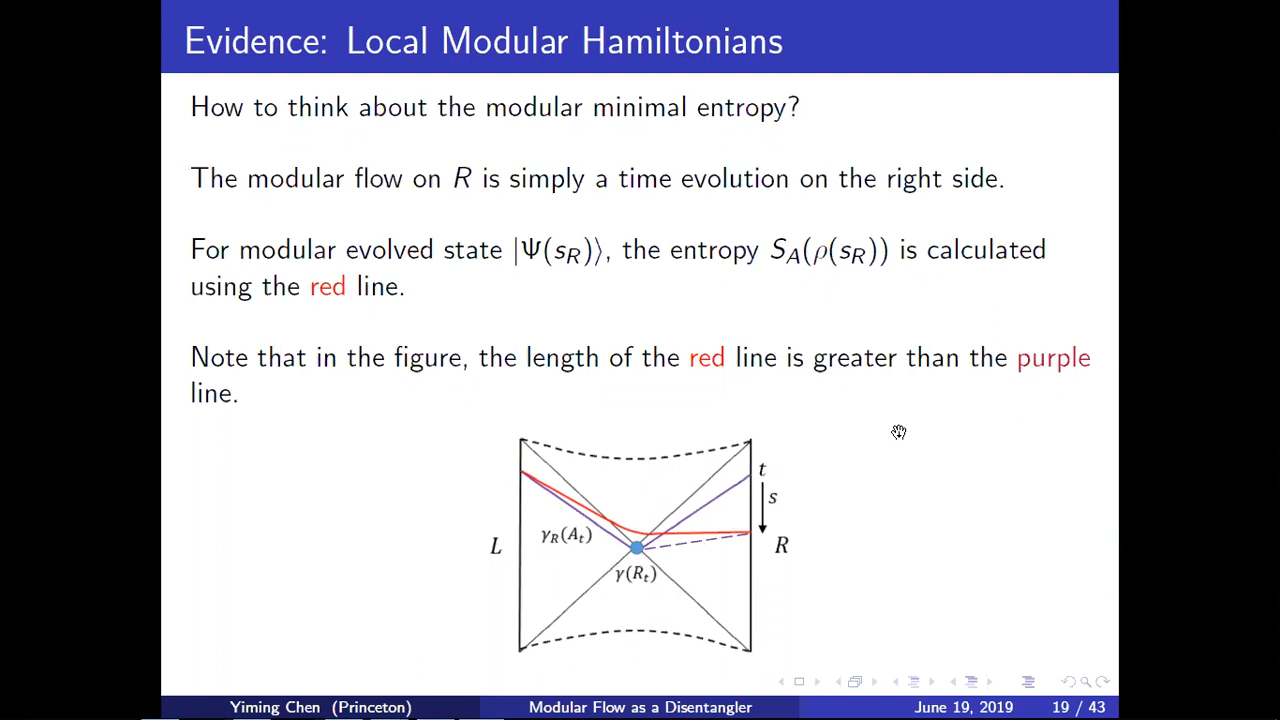 Evidence: Local Modular Hamiltonians
How to think about the modular minimal entropy?
The modular flow on R is simply a time evolution on the right side.
For modular evolved state |Ψ(s_R)⟩, the entropy S_A(ρ(s_R)) is calculated
using the red line.
Note that in the figure, the length of the red line is greater than the purple
line.
t
s
γ_R(A_t)
L
R
γ(R_t)
Yiming Chen (Princeton) Modular Flow as a Disentangler June 19, 2019 19 / 43